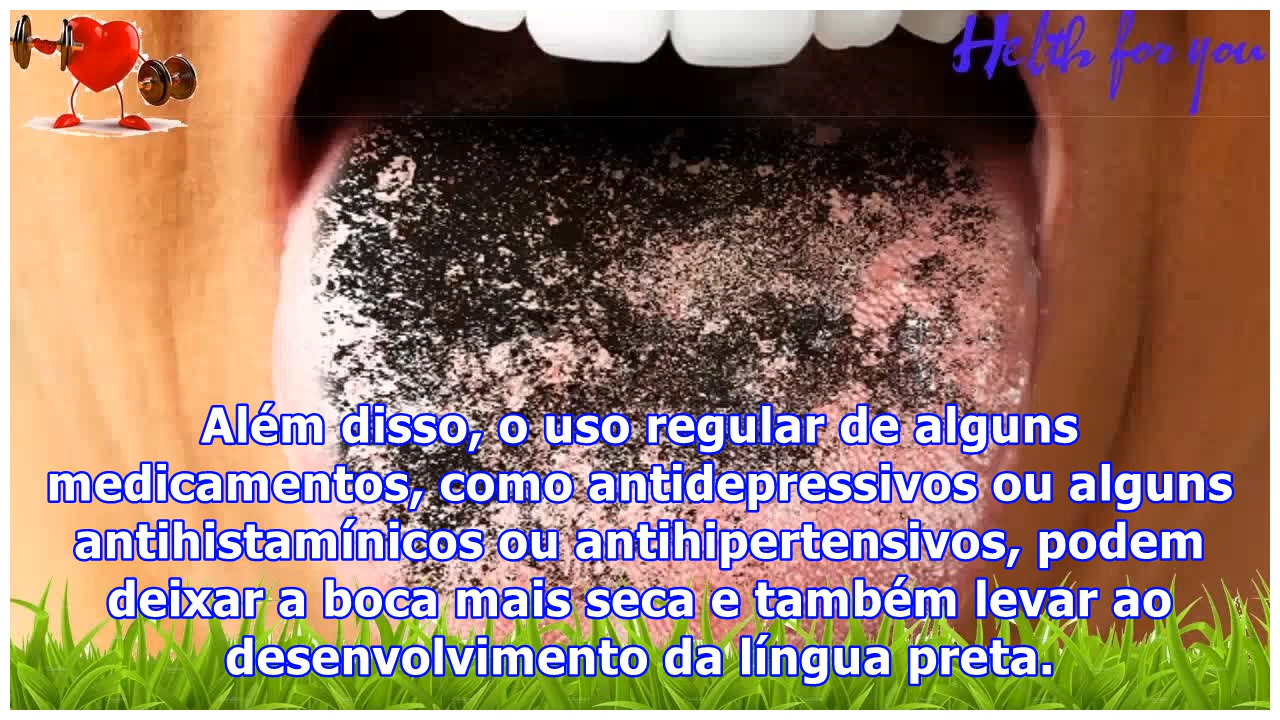 Helth for you
Além disso, o uso regular de alguns
medicamentos, como antidepressivos ou alguns
antihistamínicos ou antihipertensivos, podem
deixar a boca mais seca e também levar ao
desenvolvimento da língua preta.